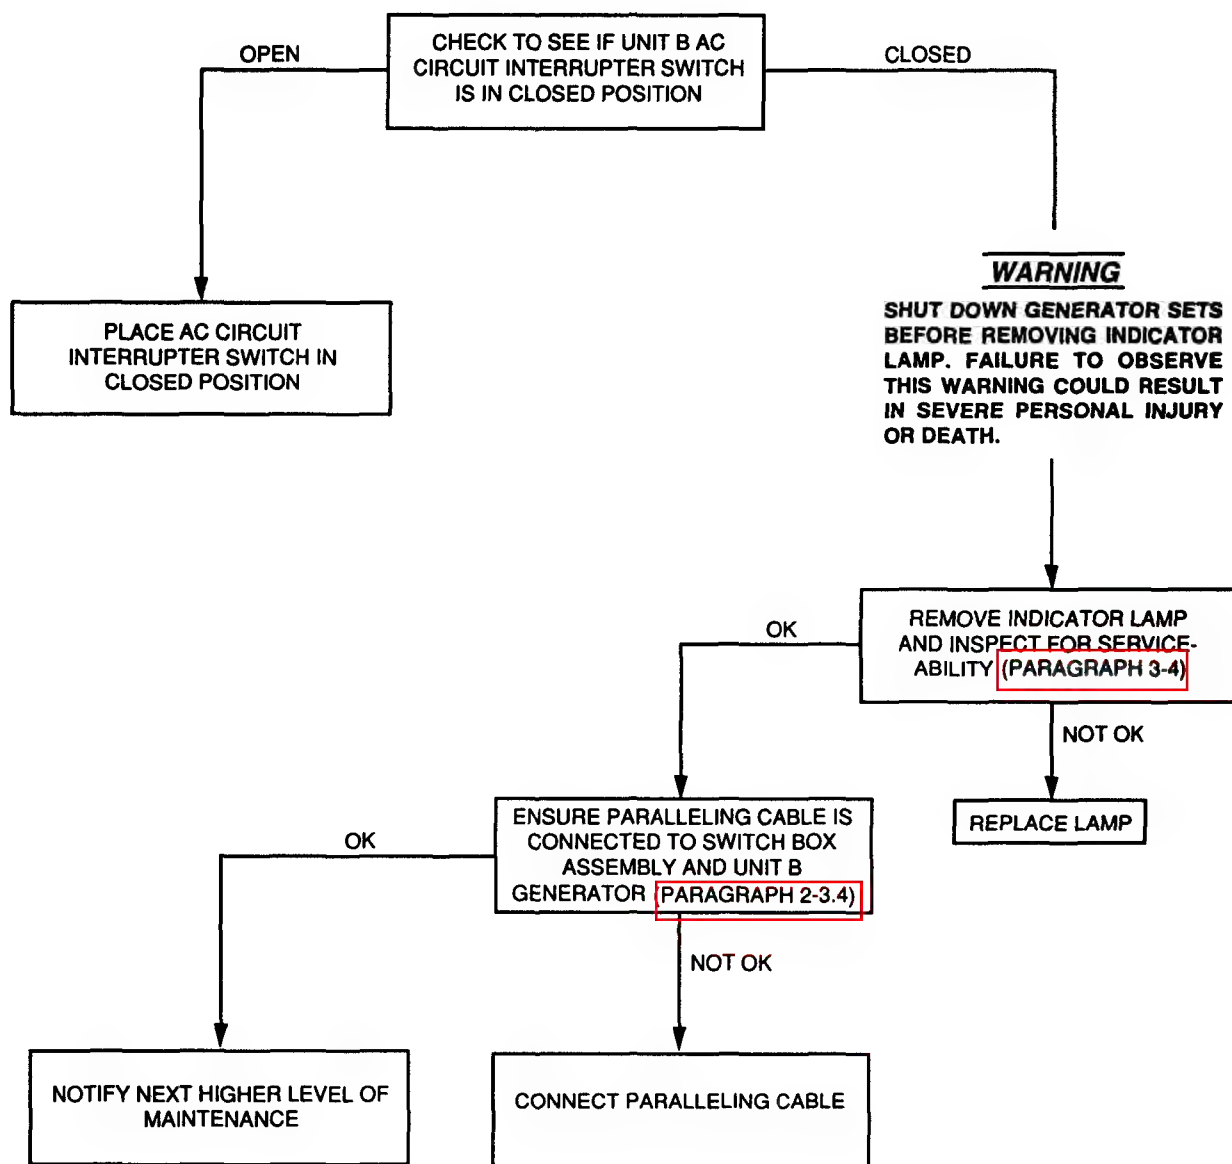 OPEN
CHECK TO SEE IF UNIT B AC
CIRCUIT INTERRUPTER SWITCH
IS IN CLOSED POSITION
CLOSED
PLACE AC CIRCUIT
INTERRUPTER SWITCH IN
CLOSED POSITION
WARNING
SHUT DOWN GENERATOR SETS
BEFORE REMOVING INDICATOR
LAMP. FAILURE TO OBSERVE
THIS WARNING COULD RESULT
IN SEVERE PERSONAL INJURY
OR DEATH.
REMOVE INDICATOR LAMP
AND INSPECT FOR SERVICE-
ABILITY (PARAGRAPH 3-4)
OK
NOT OK
REPLACE LAMP
ENSURE PARALLELING CABLE IS
CONNECTED TO SWITCH BOX
ASSEMBLY AND UNIT B
GENERATOR (PARAGRAPH 2-3.4)
OK
NOT OK
NOTIFY NEXT HIGHER LEVEL OF
MAINTENANCE
CONNECT PARALLELING CABLE